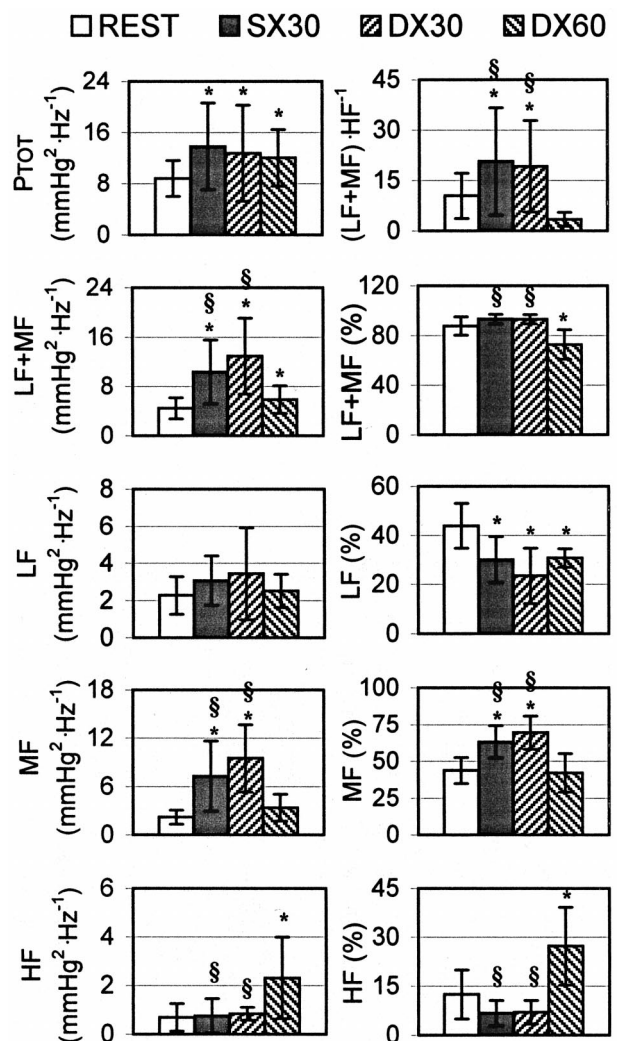 REST SX30 DX30 DX60
PTOT
(mmHg²·Hz⁻¹)
24
16
8
0
* * *
(LF+MF)·HF⁻¹
45
30
15
0
§ §
* *
LF+MF
(mmHg²·Hz⁻¹)
24
16
8
0
§ §
* * *
LF+MF (%)
120
80
40
0
§ § *
LF
(mmHg²·Hz⁻¹)
8
6
4
2
0
LF (%)
60
40
20
0
* * *
MF
(mmHg²·Hz⁻¹)
18
12
6
0
§ §
* *
MF (%)
100
75
50
25
0
§ §
* *
HF
(mmHg²·Hz⁻¹)
6
4
2
0
§ § *
HF (%)
45
30
15
0
§ § *